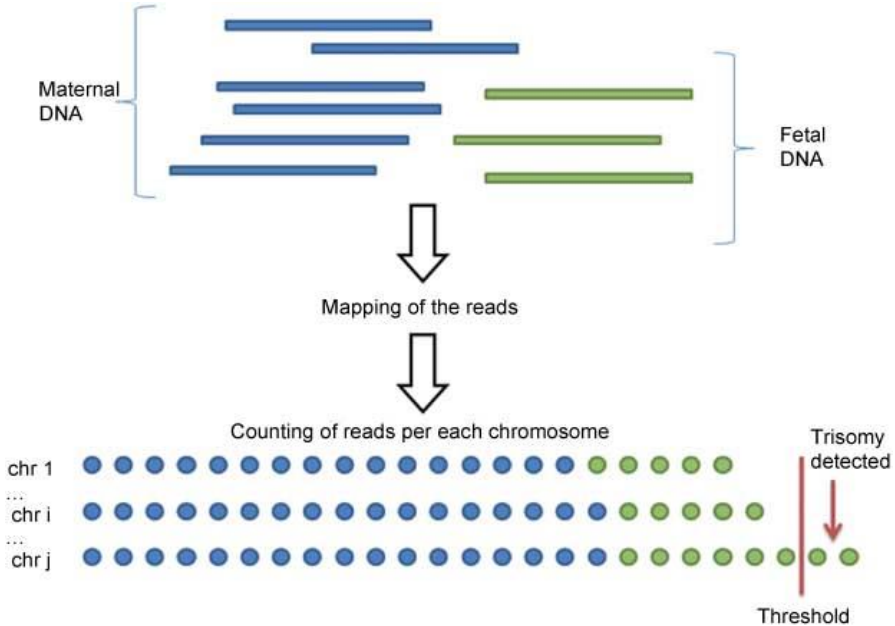 Maternal
DNA
Fetal
DNA
Mapping of the reads
Counting of reads per each chromosome
Trisomy
detected
chr 1
...
chr i
...
chr j
Threshold